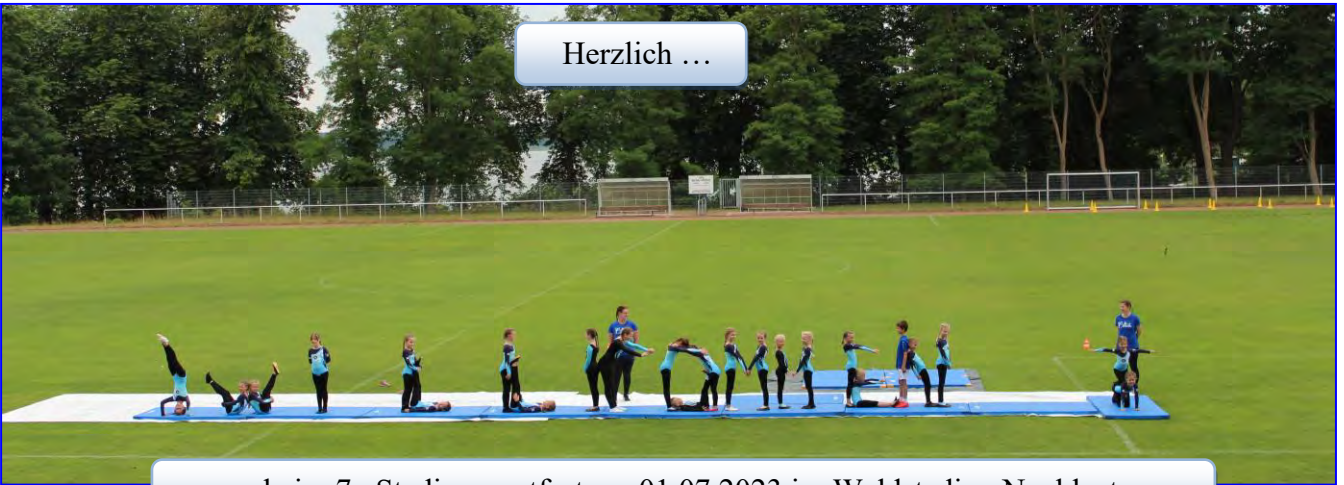 Herzlich …
beim 7. Stadionsportfest am 01.07.2023 im Waldstadion Neukloster